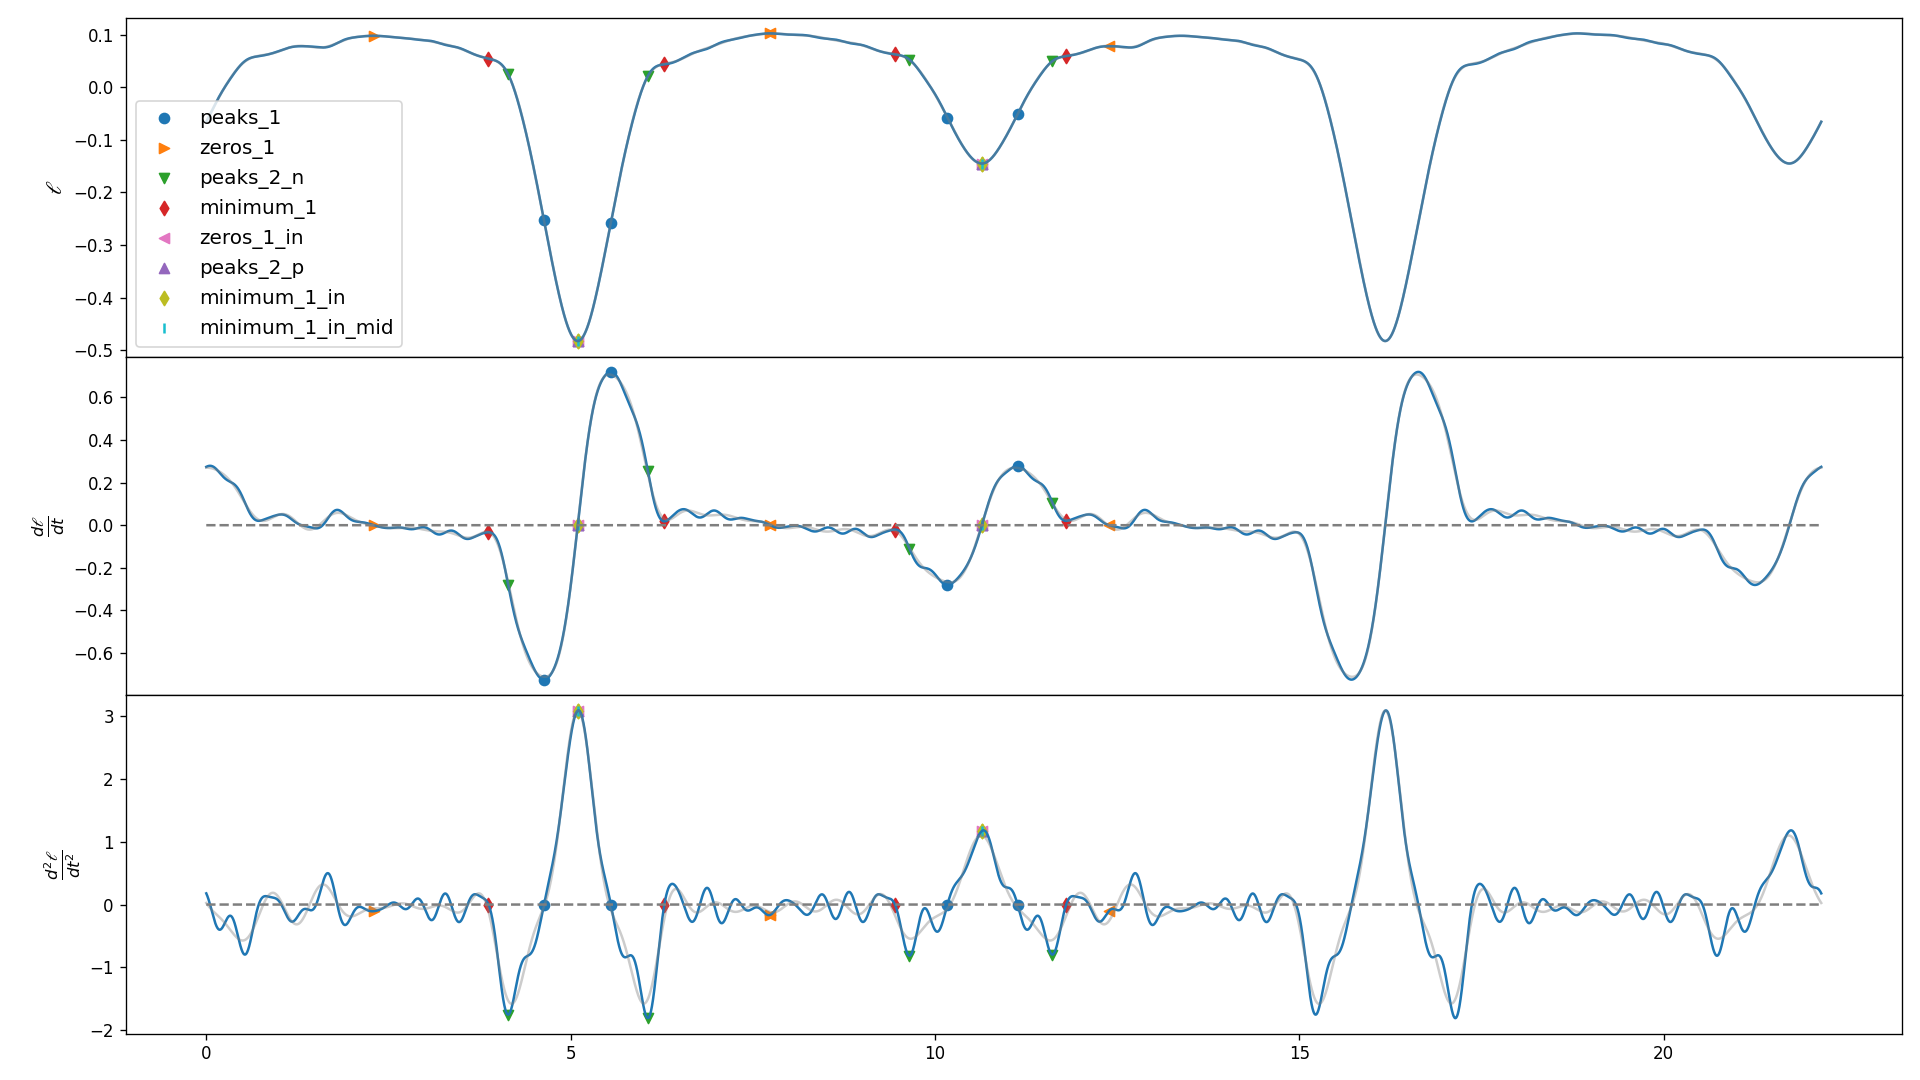 0.1
0.0
−0.1
−0.2
−0.3
−0.4
−0.5
ℓ
peaks_1
zeros_1
peaks_2_n
minimum_1
zeros_1_in
peaks_2_p
minimum_1_in
minimum_1_in_mid
0.6
0.4
0.2
0.0
−0.2
−0.4
−0.6
dℓ
dt
3
2
1
0
−1
−2
d²ℓ
dt²
0 5 10 15 20